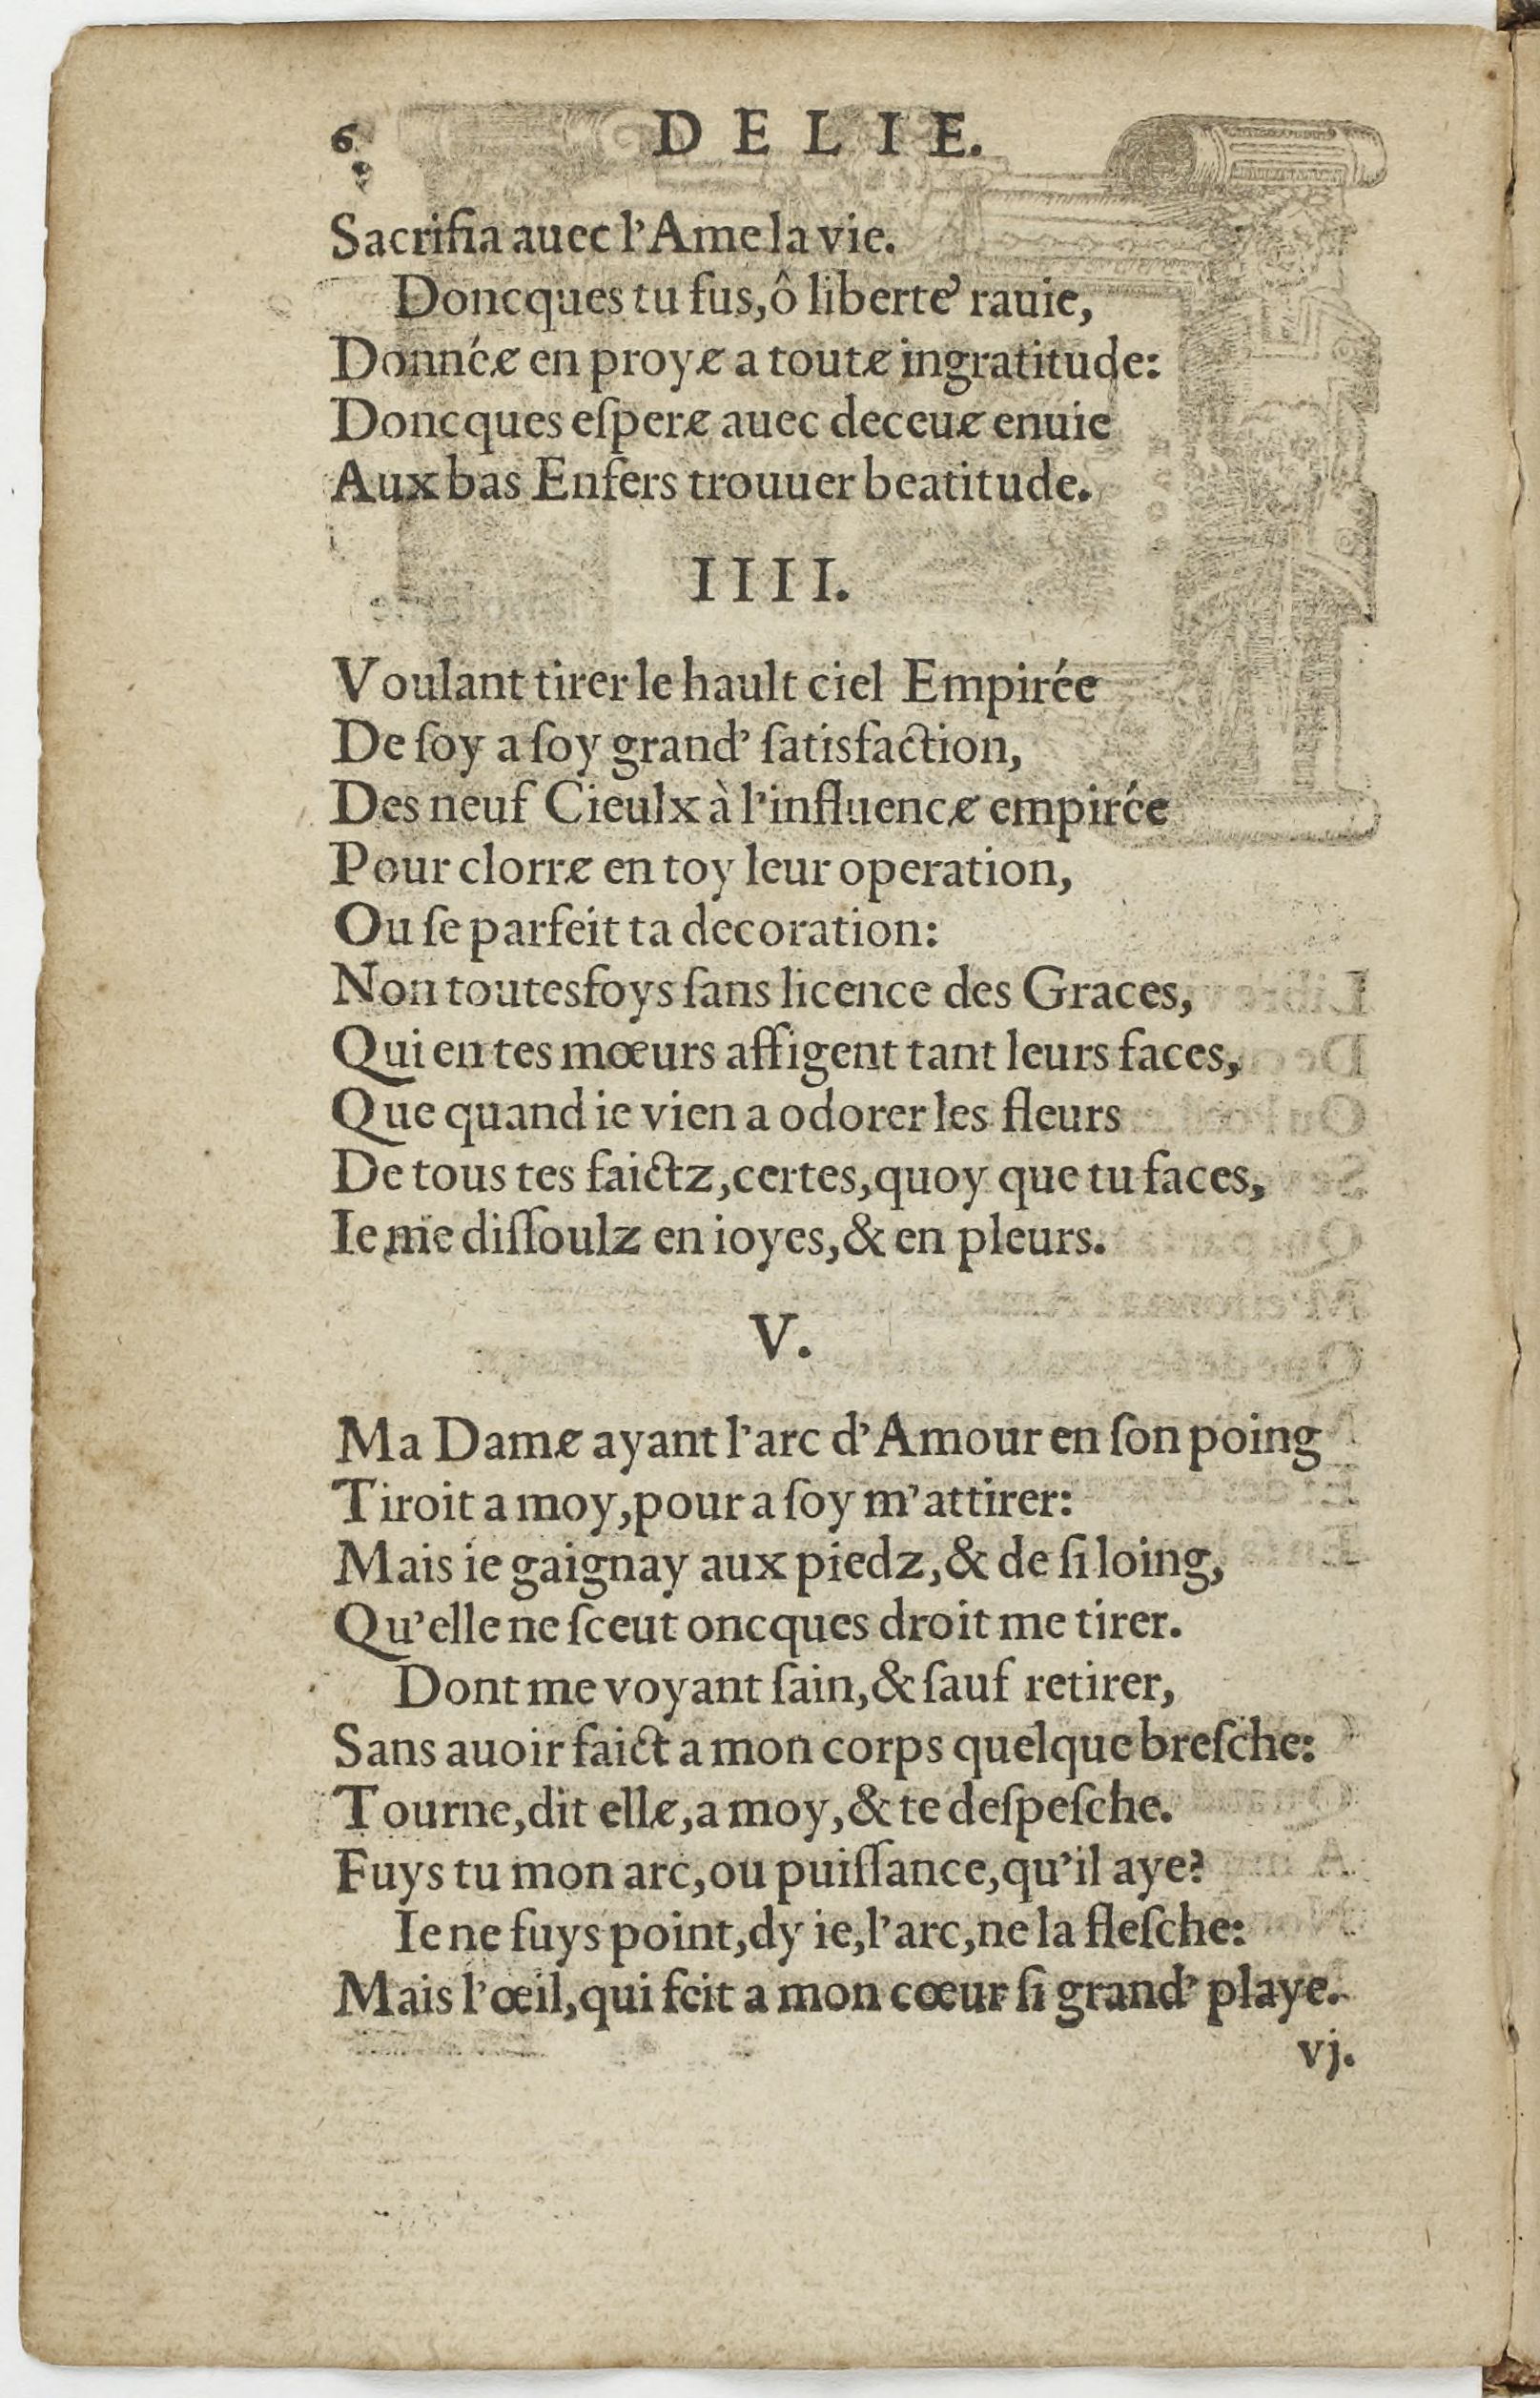 6 DELIE.
Sacrifia auec l'Ame la vie.
Doncques tu fus, ô liberté rauie,
Donnée en proye a toute ingratitude:
Doncques eſpere auec deceue enuie
Aux bas Enfers trouuer beatitude.
IIII.
Voulant tirer le hault ciel Empirée
De ſoy a ſoy grand' ſatisfaction,
Des neuf Cieulx à l'influence empirée
Pour clorre en toy leur operation,
Ou ſe parfeit ta decoration:
Non toutesfoys ſans licence des Graces,
Qui en tes mœurs affigent tant leurs faces,
Que quand ie vien a odorer les fleurs
De tous tes faictz, certes, quoy que tu faces,
Ie me diſſoulz en ioyes, & en pleurs.
V.
Ma Dame ayant l'arc d'Amour en ſon poing
Tiroit a moy, pour a ſoy m'attirer:
Mais ie gaignay aux piedz, & de ſi loing,
Qu'elle ne ſceut oncques droit me tirer.
Dont me voyant ſain, & ſauf retirer,
Sans auoir faict a mon corps quelque breſche:
Tourne, dit elle, a moy, & te deſpeſche.
Fuys tu mon arc, ou puiſſance, qu'il aye?
Ie ne fuys point, dy ie, l'arc, ne la fleſche:
Mais l'œil, qui feit a mon cœur ſi grand' playe.
vj.